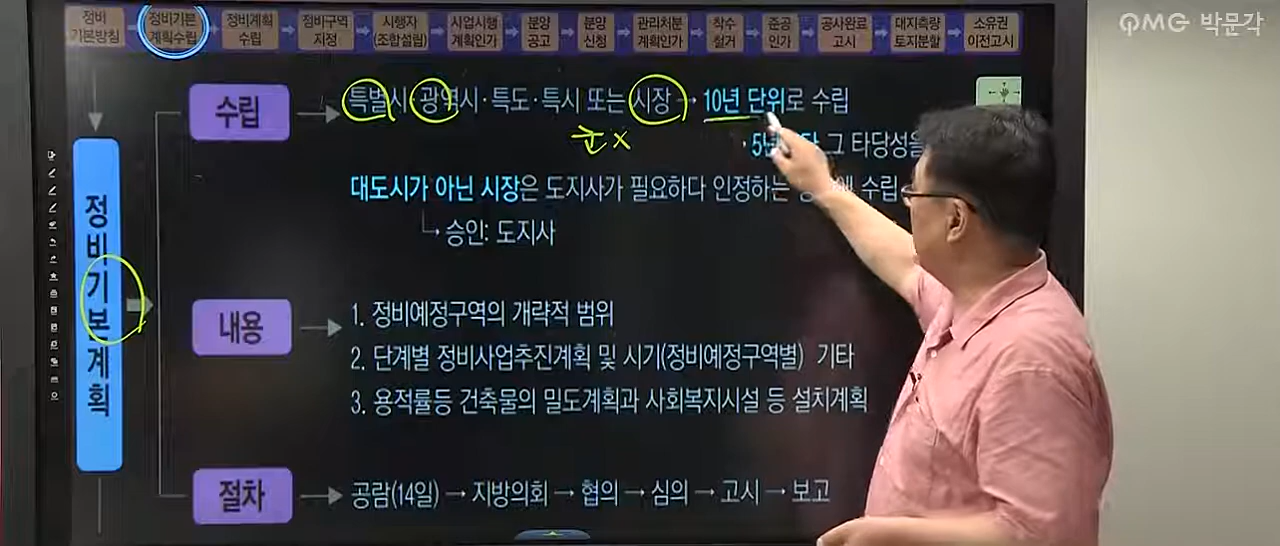 정비 기본방침
정비기본 계획수립
정비계획 수립
정비구역 지정
시행자 (조합설립)
사업시행 계획인가
분양 공고
분양 신청
관리처분 계획인가
착수 철거
준공 인가
공사완료 고시
대지측량 토지분할
소유권 이전고시
QMG 박문각
수립
특별시·광역시·특도·특시 또는 시장 → 10년 단위로 수립
군 X
그 타당성을
대도시가 아닌 시장은 도지사가 필요하다 인정하는 수립
승인: 도지사
정비기본계획
내용
1. 정비예정구역의 개략적 범위
2. 단계별 정비사업추진계획 및 시기(정비예정구역별) 기타
3. 용적률등 건축물의 밀도계획과 사회복지시설 등 설치계획
절차
공람(14일) → 지방의회 → 협의 → 심의 → 고시 → 보고